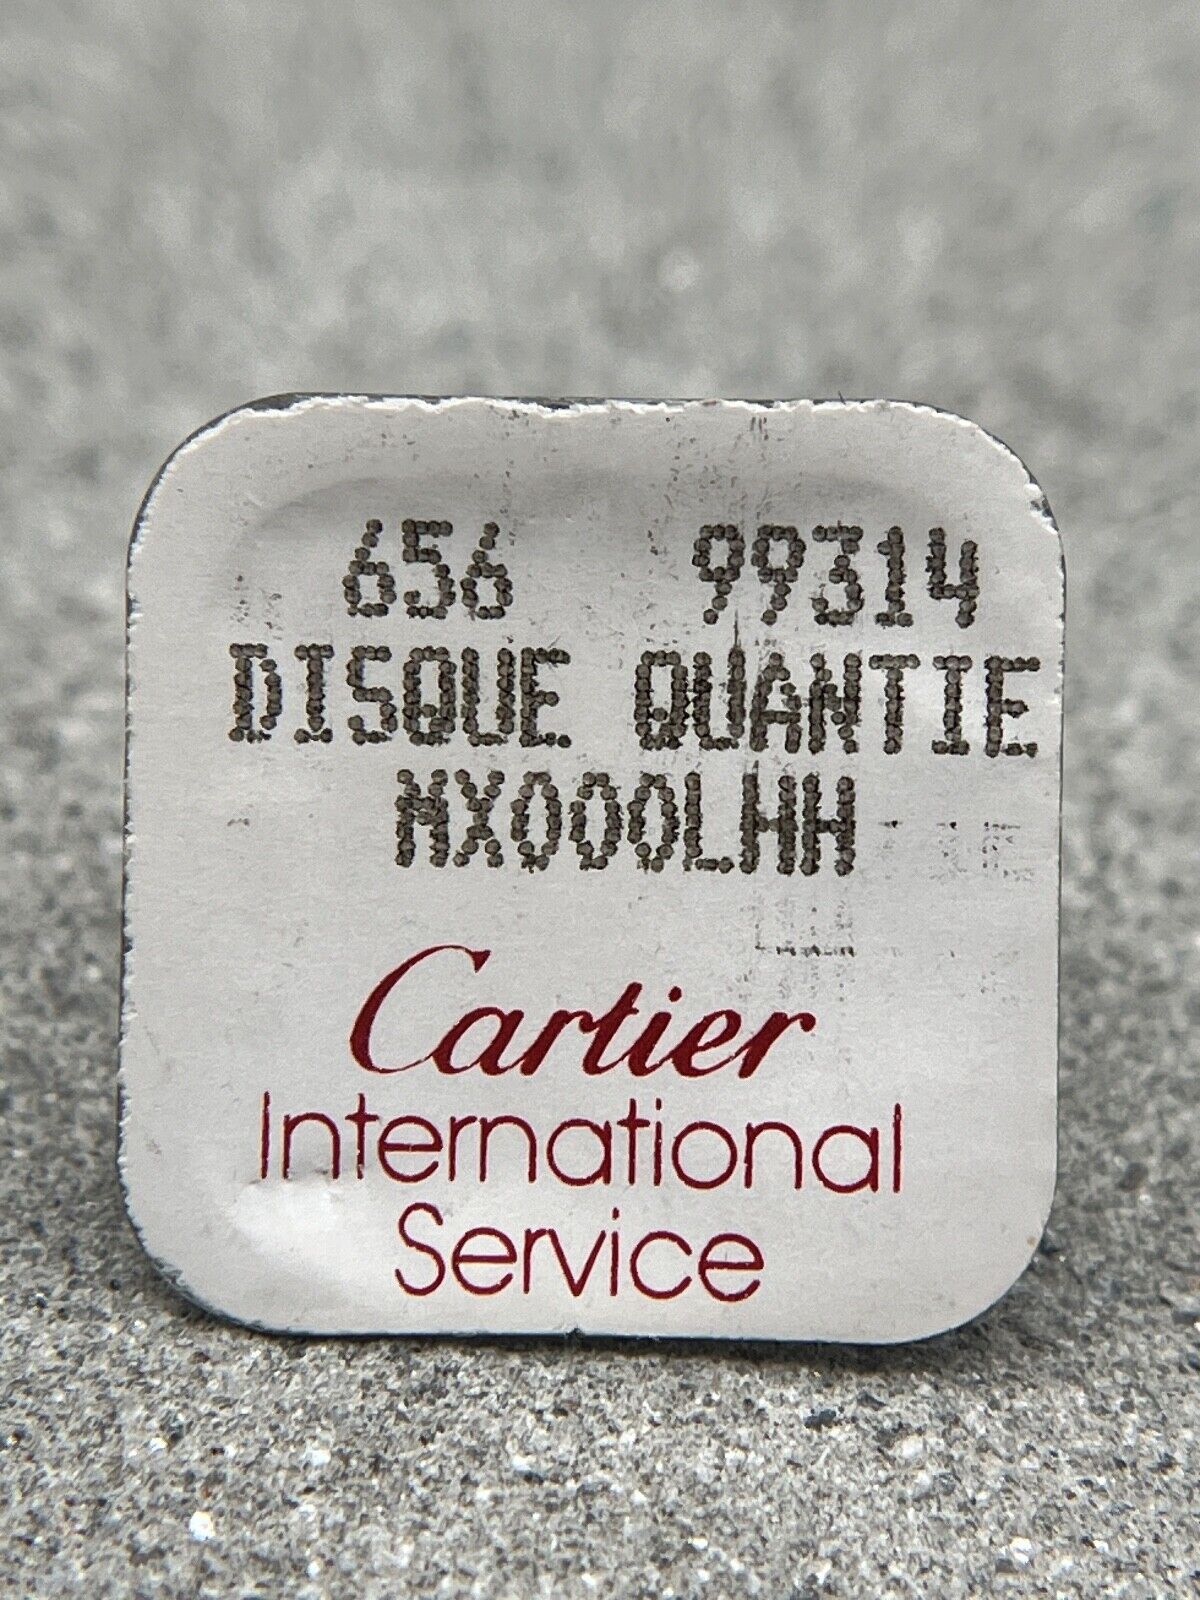 656 99314
DISQUE QUANTIE
MX000LHH
Cartier
International
Service